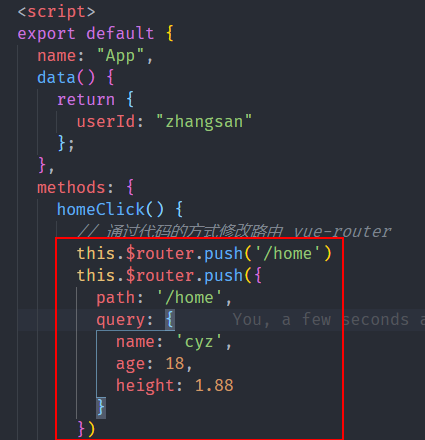 <script>
export default {
  name: "App",
  data() {
    return {
      userId: "zhangsan"
    };
  },
  methods: {
    homeClick() {
      // 通过代码的方式修改路由 vue-router
      this.$router.push('/home')
      this.$router.push({
        path: '/home',
        query: {      You, a few seconds a
          name: 'cyz',
          age: 18,
          height: 1.88
        }
      })